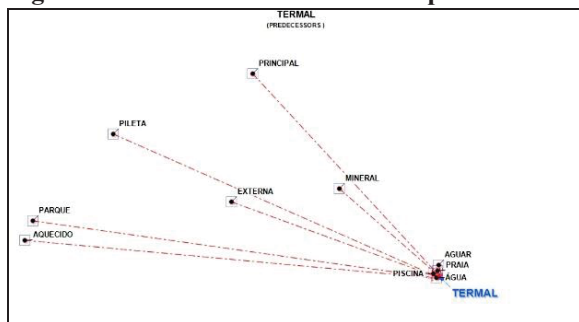 TERMAL
(PREDECESSORS )
PRINCIPAL
PILETA
MINERAL
EXTERNA
PARQUE
AQUECIDO
AGUAR
PRAIA
PISCINA
ÁGUA
TERMAL